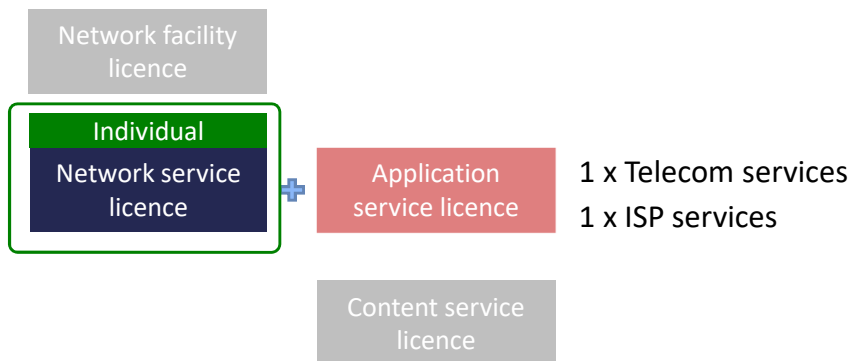 Network facility
licence
Individual
Network service
licence
Application
service licence
1 x Telecom services
1 x ISP services
Content service
licence